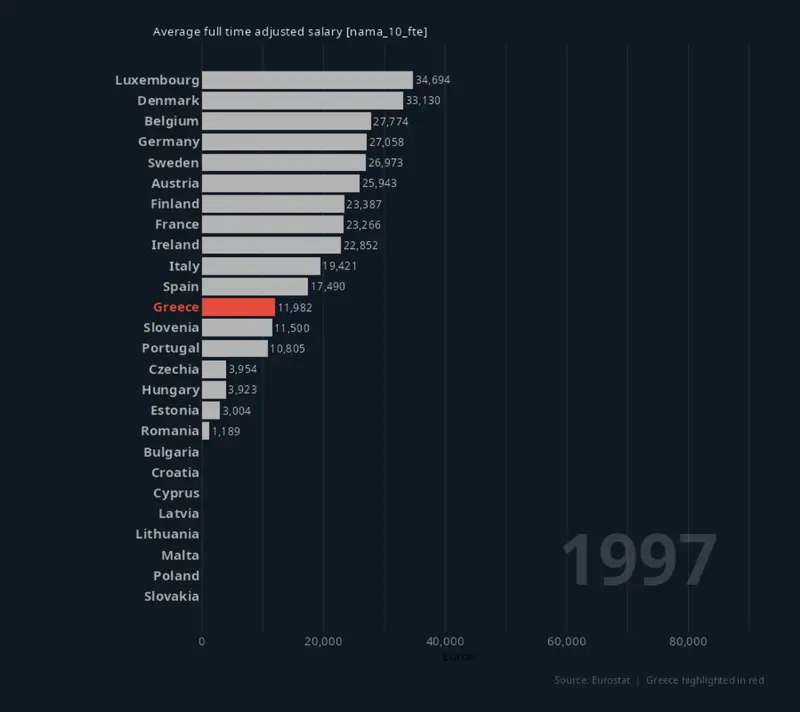 Average full time adjusted salary [nama_10_fte]
Luxembourg 34,694
Denmark 33,130
Belgium 27,774
Germany 27,058
Sweden 26,973
Austria 25,943
Finland 23,387
France 23,266
Ireland 22,852
Italy 19,421
Spain 17,490
Greece 11,982
Slovenia 11,500
Portugal 10,805
Czechia 3,954
Hungary 3,923
Estonia 3,004
Romania 1,189
Bulgaria
Croatia
Cyprus
Latvia
Lithuania
Malta
Poland
Slovakia
1997
0 20,000 40,000 60,000 80,000
Euros
Source: Eurostat | Greece highlighted in red